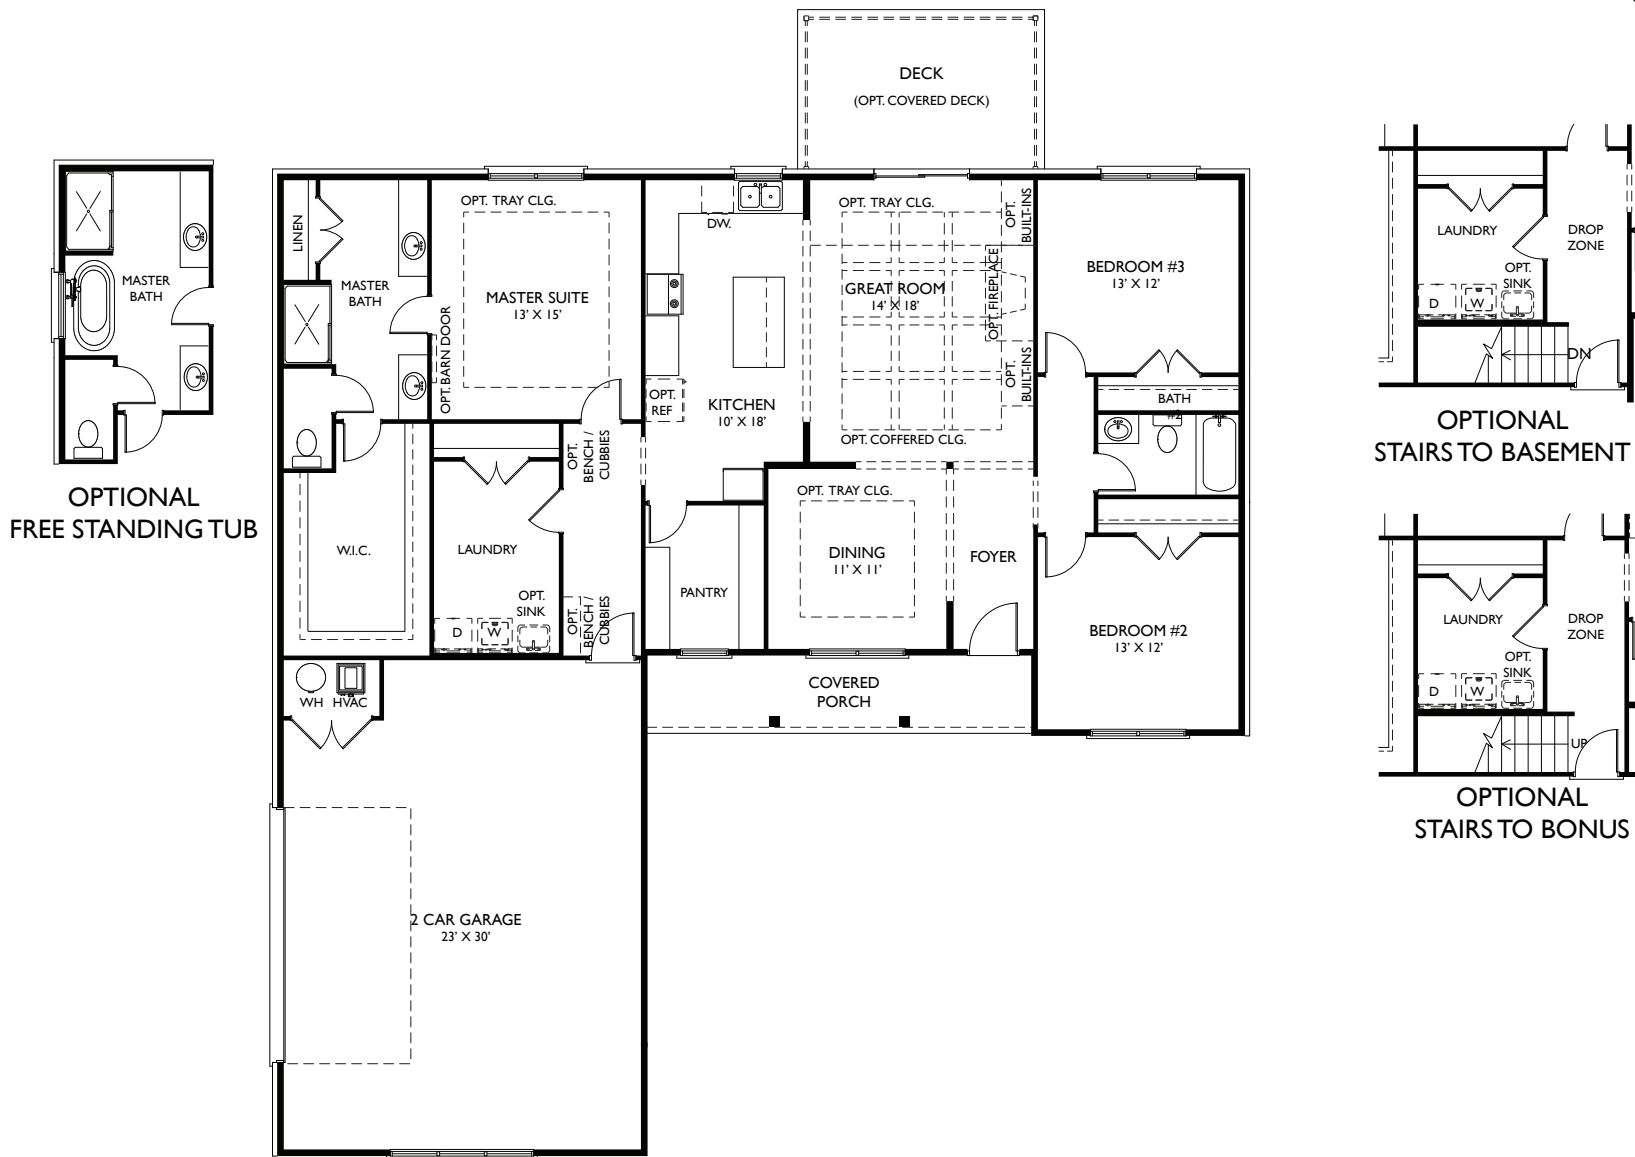 DECK
(OPT. COVERED DECK)
OPT. TRAY CLG.
MASTER SUITE
13' X 15'
OPT. BARN DOOR
LINEN
MASTER
BATH
W.I.C.
LAUNDRY
OPT.
SINK
D
W
OPT.
BENCH /
CUBBIES
OPT.
BENCH /
CUBBIES
DW.
OPT.
REF
KITCHEN
10' X 18'
PANTRY
OPT. TRAY CLG.
GREAT ROOM
14' X 18'
OPT. COFFERED CLG.
OPT.
BUILT-INS
OPT. FIREPLACE
OPT.
BUILT-INS
BEDROOM #3
13' X 12'
BATH
#2
OPT. TRAY CLG.
DINING
11' X 11'
FOYER
BEDROOM #2
13' X 12'
COVERED
PORCH
WH
HVAC
2 CAR GARAGE
23' X 30'
MASTER
BATH
OPTIONAL
FREE STANDING TUB
LAUNDRY
DROP
ZONE
OPT.
SINK
D
W
DN
OPTIONAL
STAIRS TO BASEMENT
LAUNDRY
DROP
ZONE
OPT.
SINK
D
W
UP
OPTIONAL
STAIRS TO BONUS